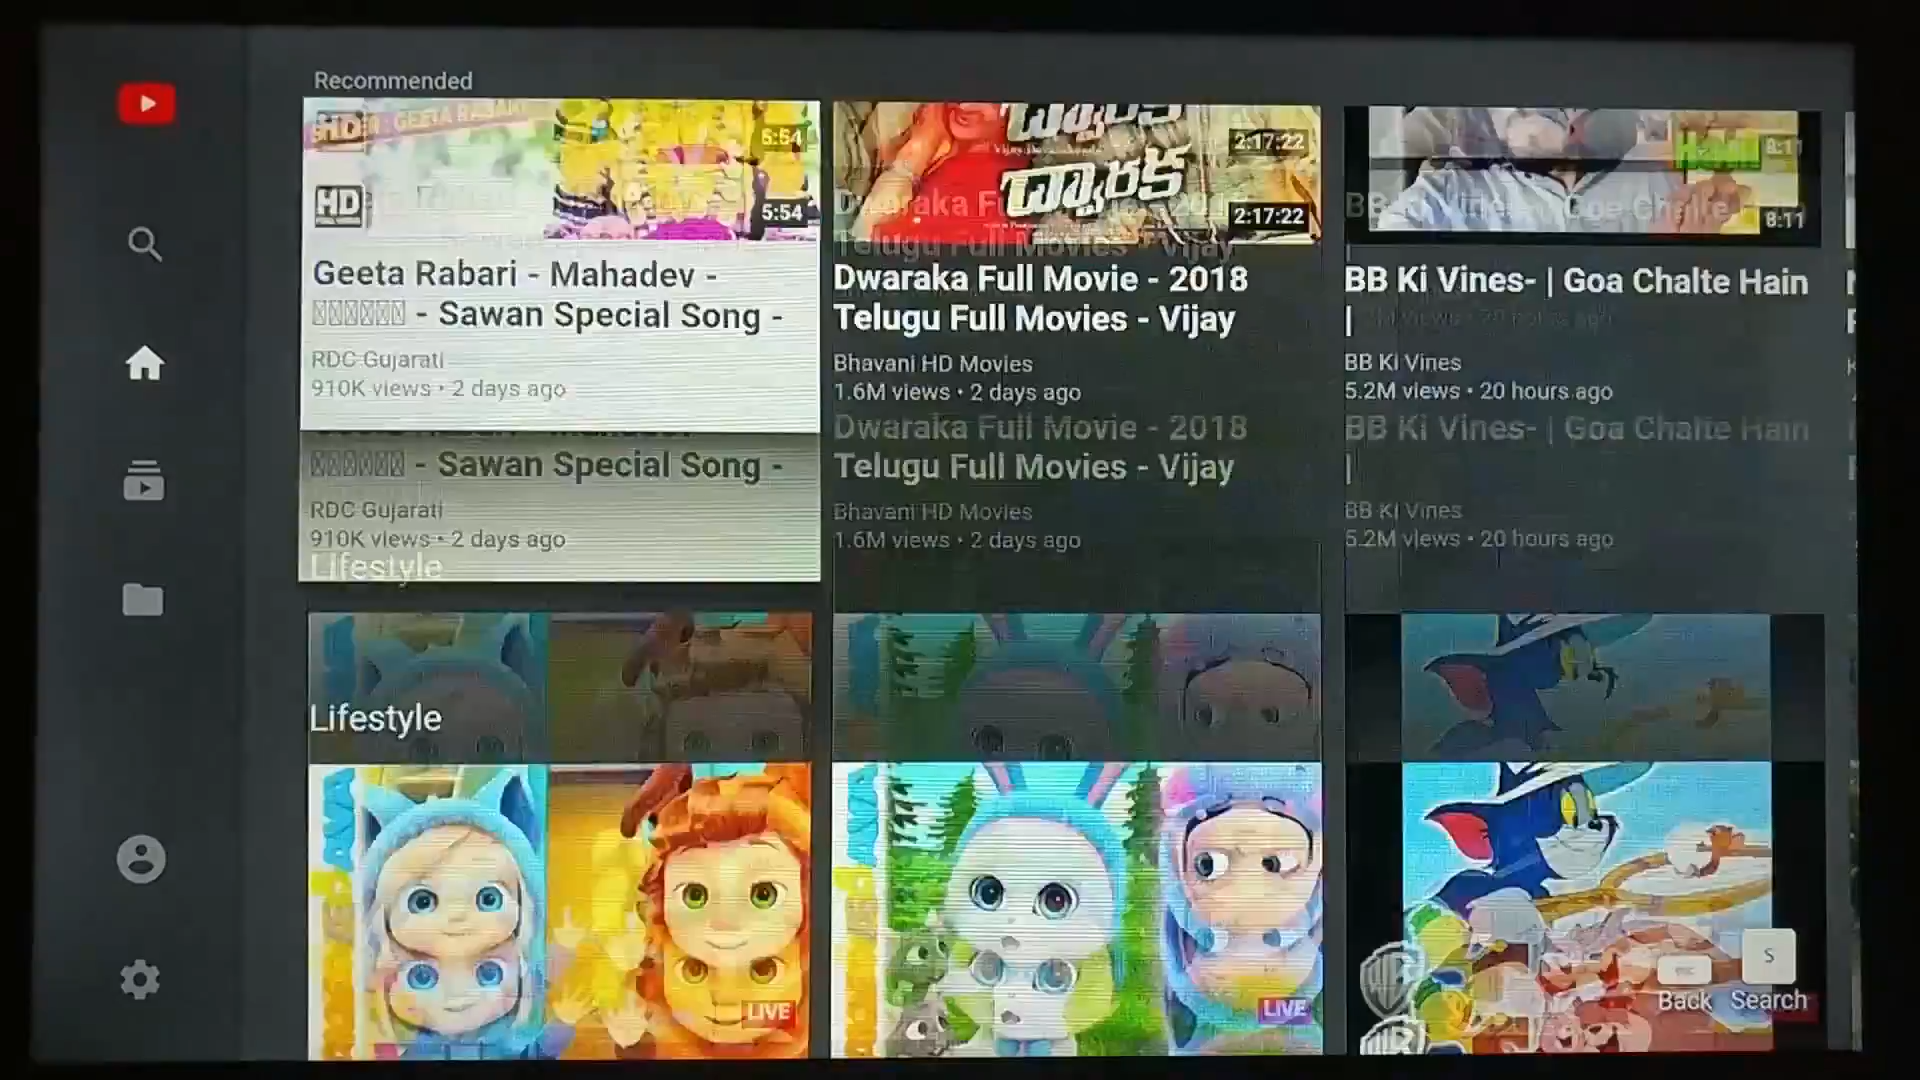 Recommended
HD
5:54
HD
5:54
Geeta Rabari - Mahadev -
- Sawan Special Song -
RDC Gujarati
910K views • 2 days ago
- Sawan Special Song -
RDC Gujarati
910K views • 2 days ago
2:17:22
ద్వారక
2:17:22
Dwaraka Full Movie - 2018
Telugu Full Movies - Vijay
Bhavani HD Movies
1.6M views • 2 days ago
Dwaraka Full Movie - 2018
Telugu Full Movies - Vijay
Bhavani HD Movies
1.6M views • 2 days ago
8:11
8:11
BB Ki Vines- | Goa Chalte Hain
|
BB Ki Vines
5.2M views • 20 hours ago
BB Ki Vines- | Goa Chalte Hain
|
BB Ki Vines
5.2M views • 20 hours ago
Lifestyle
Lifestyle
LIVE
LIVE
S
Back Search